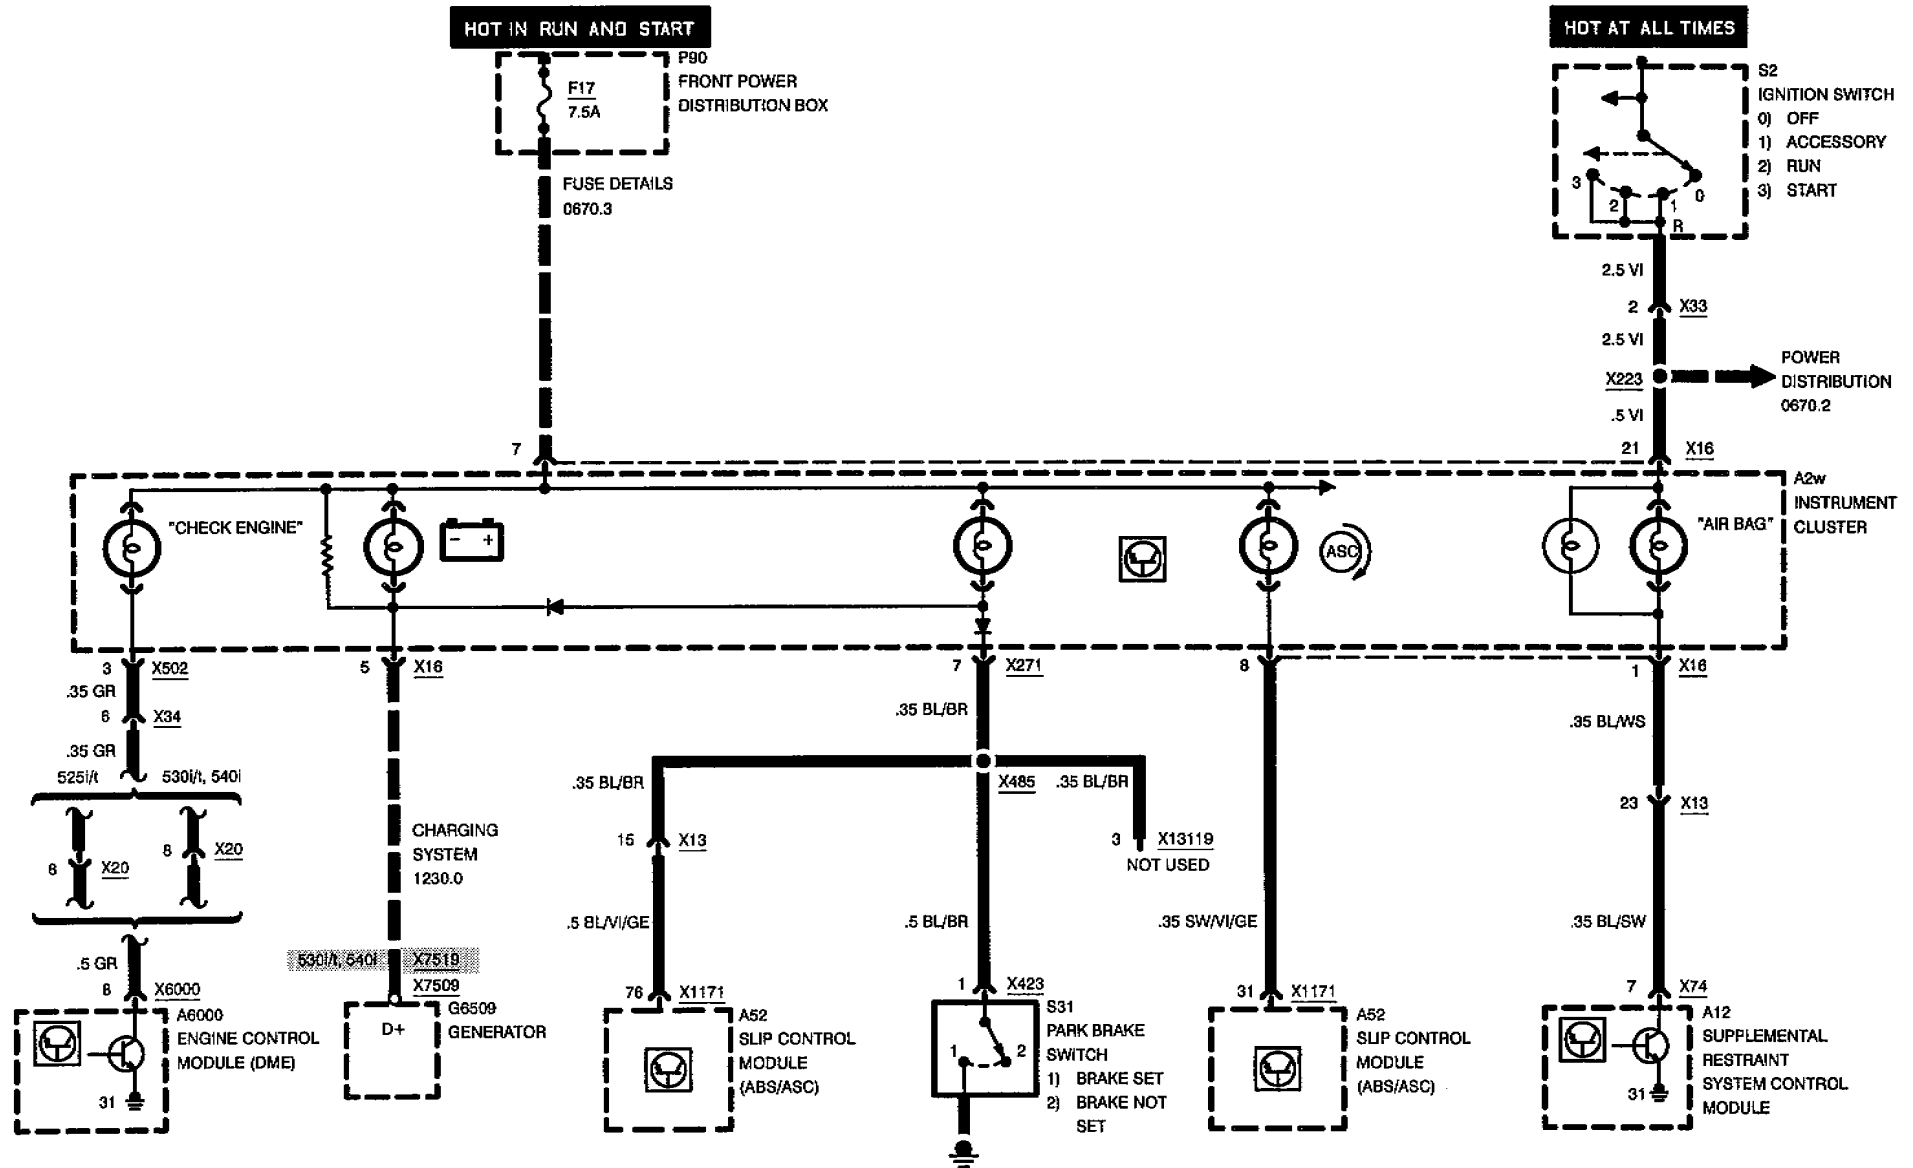 HOT IN RUN AND START
HOT AT ALL TIMES
P90
FRONT POWER
DISTRIBUTION BOX
F17
7.5A
FUSE DETAILS
0670.3
S2
IGNITION SWITCH
0) OFF
1) ACCESSORY
2) RUN
3) START
3
2
1
0
R
2.5 VI
2
X33
2.5 VI
X223
POWER
DISTRIBUTION
0670.2
.5 VI
7
21
X16
A2w
INSTRUMENT
CLUSTER
"CHECK ENGINE"
- +
ASC
"AIR BAG"
3
X502
5
X16
7
X271
8
1
X16
.35 GR
6
X34
.35 GR
.35 BL/BR
.35 BL/WS
525i/t
530i/t, 540i
.35 BL/BR
X485
.35 BL/BR
8
X20
8
X20
CHARGING
SYSTEM
1230.0
15
X13
3
X13119
NOT USED
23
X13
.5 BL/VI/GE
.5 BL/BR
.35 SW/VI/GE
.35 BL/SW
.5 GR
8
X6000
530i/t, 540i
X7519
X7509
76
X1171
1
X423
31
X1171
7
X74
A6000
ENGINE CONTROL
MODULE (DME)
31
D+
G6509
GENERATOR
A52
SLIP CONTROL
MODULE
(ABS/ASC)
1
2
S31
PARK BRAKE
SWITCH
1) BRAKE SET
2) BRAKE NOT
SET
A52
SLIP CONTROL
MODULE
(ABS/ASC)
31
A12
SUPPLEMENTAL
RESTRAINT
SYSTEM CONTROL
MODULE